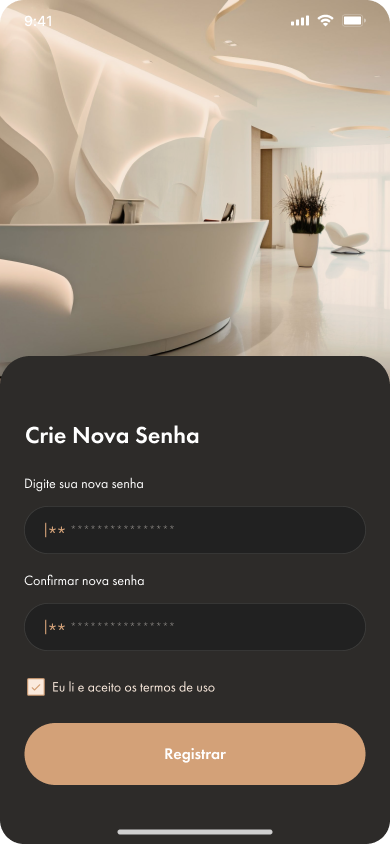 9:41
Crie Nova Senha
Digite sua nova senha
|** ****************
Confirmar nova senha
|** ****************
Eu li e aceito os termos de uso
Registrar